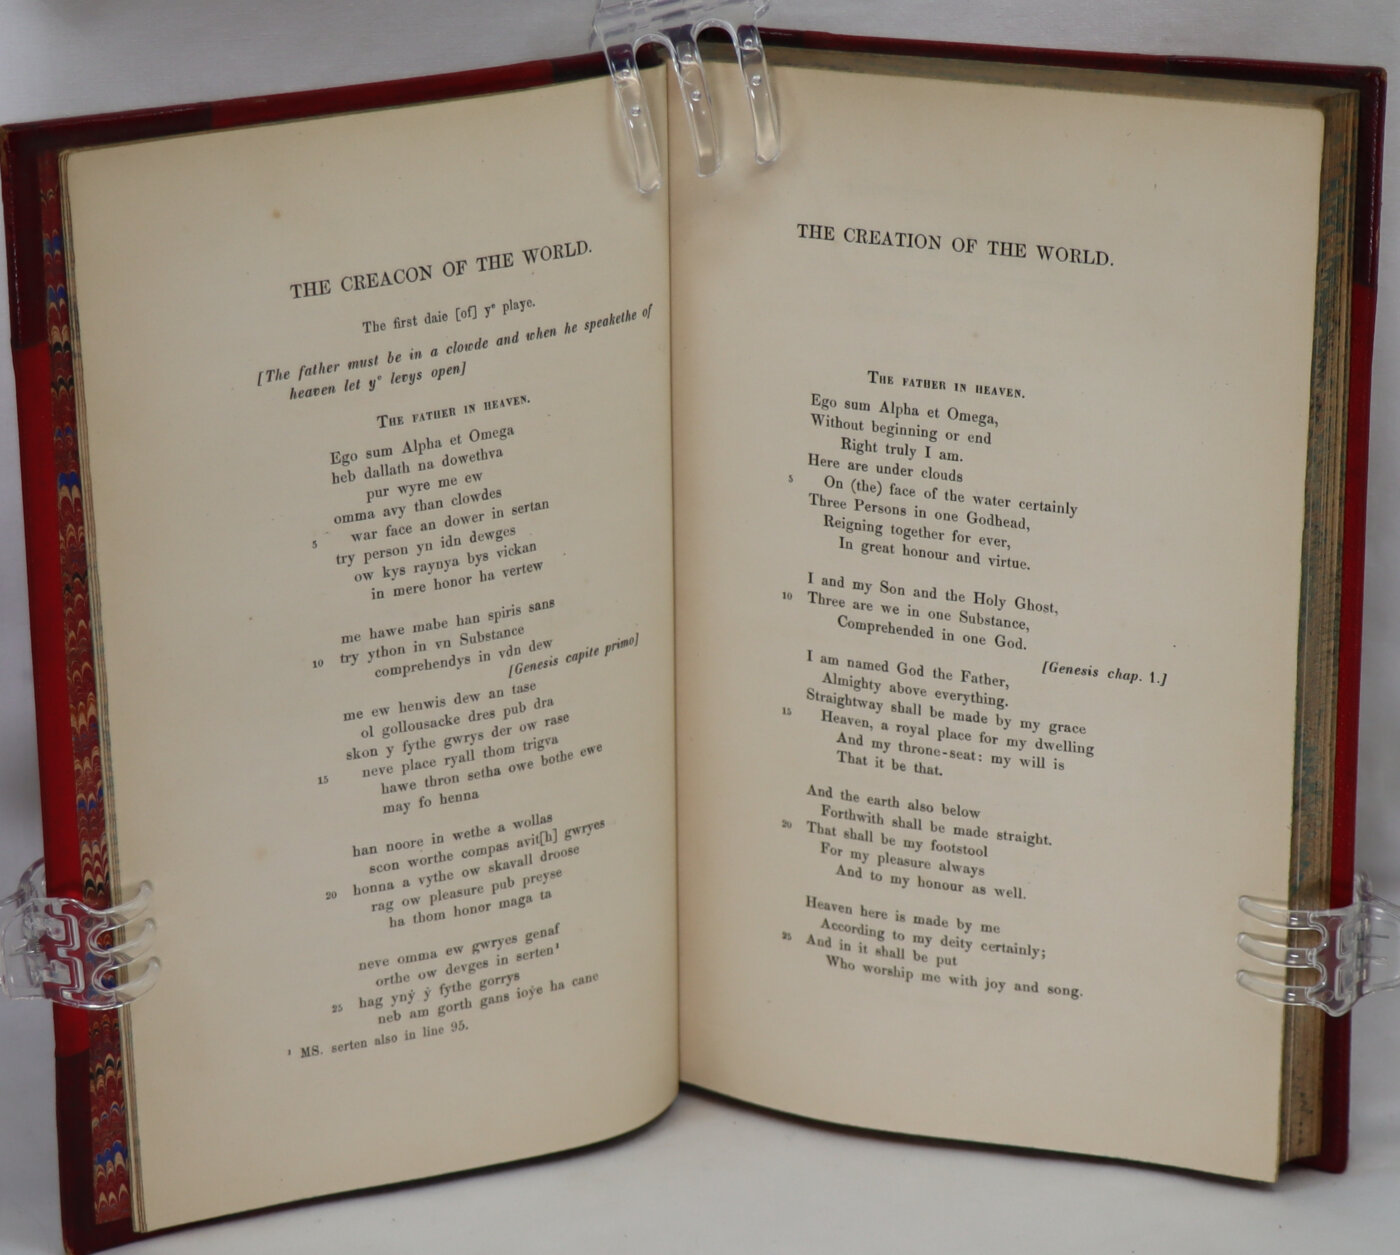 THE CREACON OF THE WORLD.
The first daie [of] yᵉ playe.
[The father must be in a clowde and when he speakethe of
heaven let yᵉ levys open]
THE FATHER IN HEAVEN.
Ego sum Alpha et Omega
heb dallath na dowethva
pur wyre me ew
omma avy than clowdes
5 war face an dower in sertan
try person yn idn dewges
ow kys raynya bys vickan
in mere honor ha vertew
me hawe mabe han spiris sans
10 try ython in vn Substance
comprehendys in vdn dew
[Genesis capite primo]
me ew henwis dew an tase
ol gollousacke dres pub dra
skon y fythe gwrys der ow rase
15 neve place ryall thom trigva
hawe thron setha owe bothe ewe
may fo henna
han noore in wethe a wollas
scon worthe compas avit[h] gwryes
20 honna a vythe ow skavall droose
rag ow pleasure pub preyse
ha thom honor maga ta
neve omma ew gwryes genaf
orthe ow devges in serten¹
25 hag ynẏ ẏ fythe gorrys
neb am gorth gans ioẏe ha cane
¹ MS. serten also in line 95.
THE CREATION OF THE WORLD.
THE FATHER IN HEAVEN.
Ego sum Alpha et Omega,
Without beginning or end
Right truly I am.
Here are under clouds
5 On (the) face of the water certainly
Three Persons in one Godhead,
Reigning together for ever,
In great honour and virtue.
I and my Son and the Holy Ghost,
10 Three are we in one Substance,
Comprehended in one God.
[Genesis chap. 1.]
I am named God the Father,
Almighty above everything.
Straightway shall be made by my grace
15 Heaven, a royal place for my dwelling
And my throne-seat: my will is
That it be that.
And the earth also below
Forthwith shall be made straight.
20 That shall be my footstool
For my pleasure always
And to my honour as well.
Heaven here is made by me
According to my deity certainly;
25 And in it shall be put
Who worship me with joy and song.